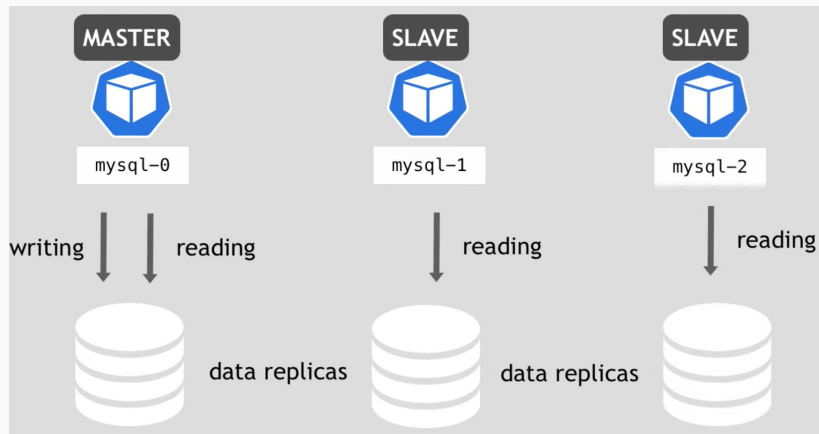 MASTER
SLAVE
SLAVE
mysql-0
mysql-1
mysql-2
writing
reading
reading
reading
data replicas
data replicas